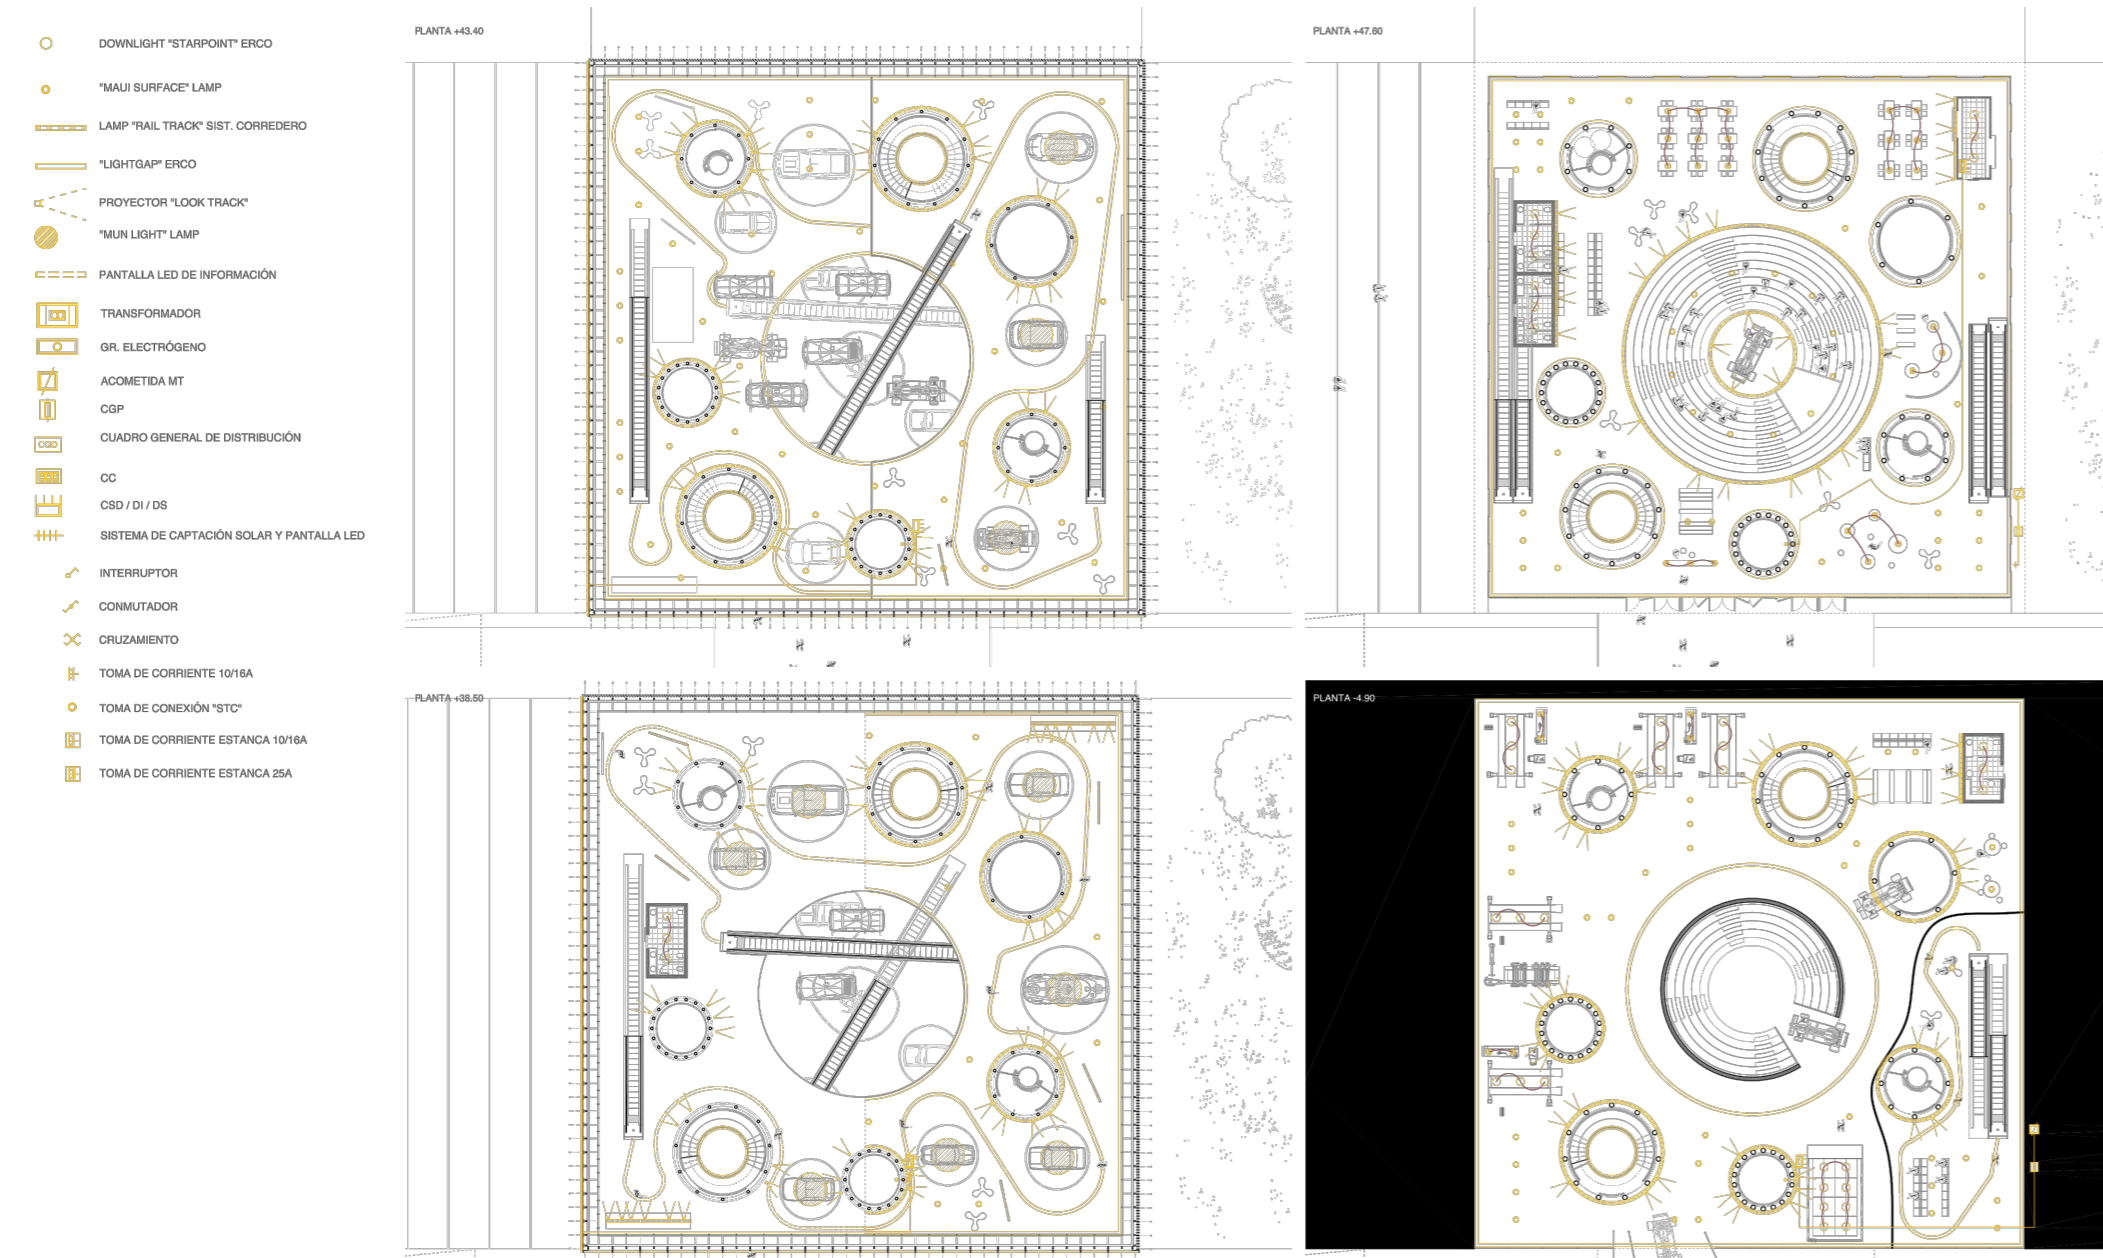 DOWNLIGHT "STARPOINT" ERCO
"MAUI SURFACE" LAMP
LAMP "RAIL TRACK" SIST. CORREDERO
"LIGHTGAP" ERCO
PROYECTOR "LOOK TRACK"
"MUN LIGHT" LAMP
PANTALLA LED DE INFORMACIÓN
TRANSFORMADOR
GR. ELECTRÓGENO
ACOMETIDA MT
CGP
CUADRO GENERAL DE DISTRIBUCIÓN
CC
CSD / DI / DS
SISTEMA DE CAPTACIÓN SOLAR Y PANTALLA LED
INTERRUPTOR
CONMUTADOR
CRUZAMIENTO
TOMA DE CORRIENTE 10/16A
TOMA DE CONEXIÓN "STC"
TOMA DE CORRIENTE ESTANCA 10/16A
TOMA DE CORRIENTE ESTANCA 25A
PLANTA +43.40
PLANTA +47.60
PLANTA +38.50
PLANTA -4.90